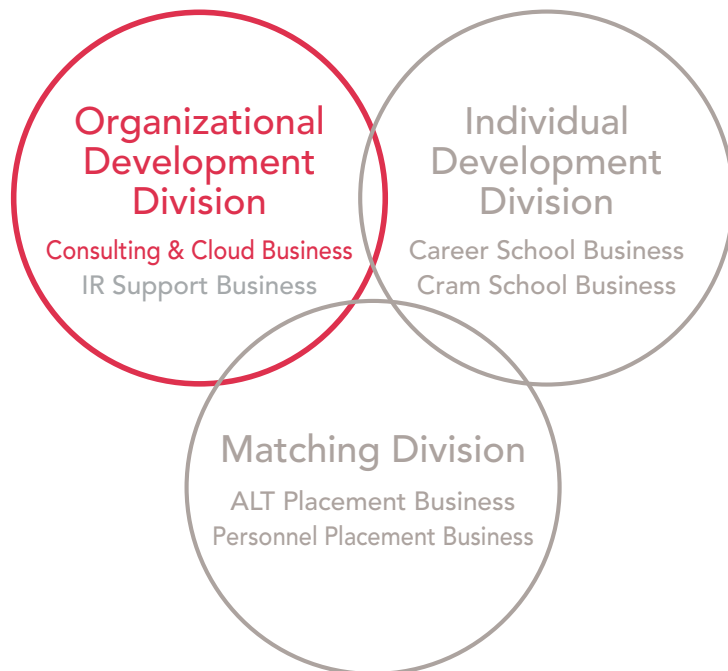 Organizational
Development
Division
Consulting & Cloud Business
IR Support Business
Individual
Development
Division
Career School Business
Cram School Business
Matching Division
ALT Placement Business
Personnel Placement Business